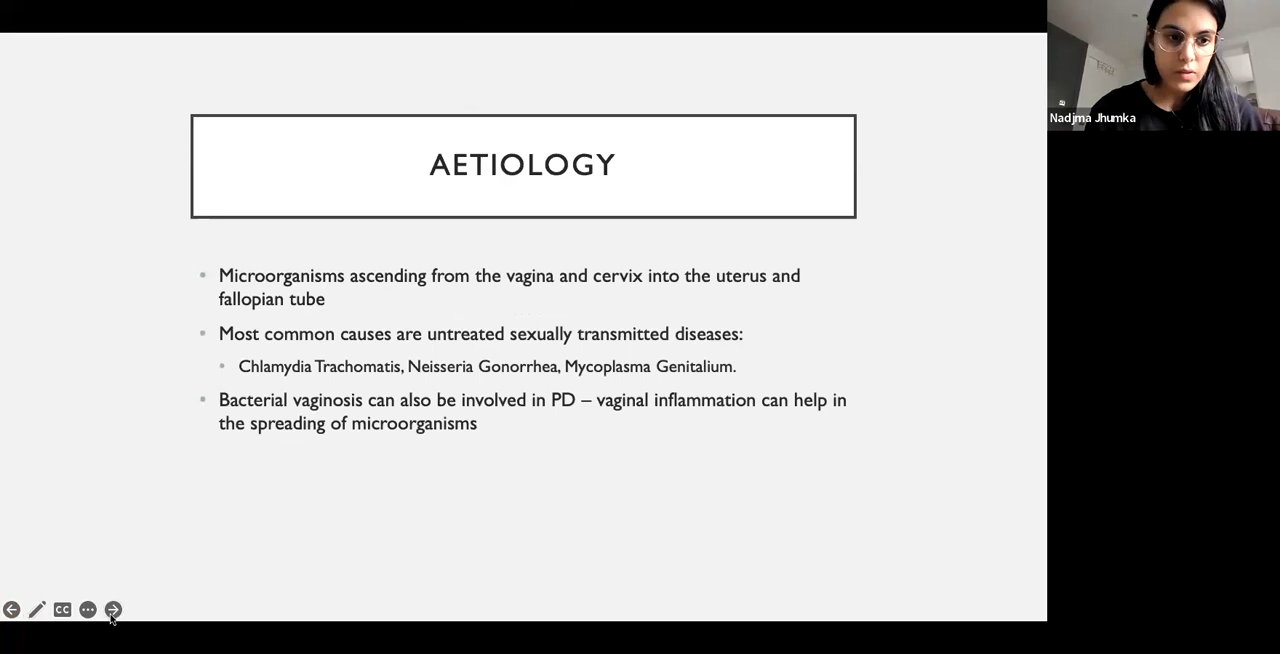 AETIOLOGY
Microorganisms ascending from the vagina and cervix into the uterus and
fallopian tube
Most common causes are untreated sexually transmitted diseases:
Chlamydia Trachomatis, Neisseria Gonorrhea, Mycoplasma Genitalium.
Bacterial vaginosis can also be involved in PD – vaginal inflammation can help in
the spreading of microorganisms
CC
Nadjma Jhumka